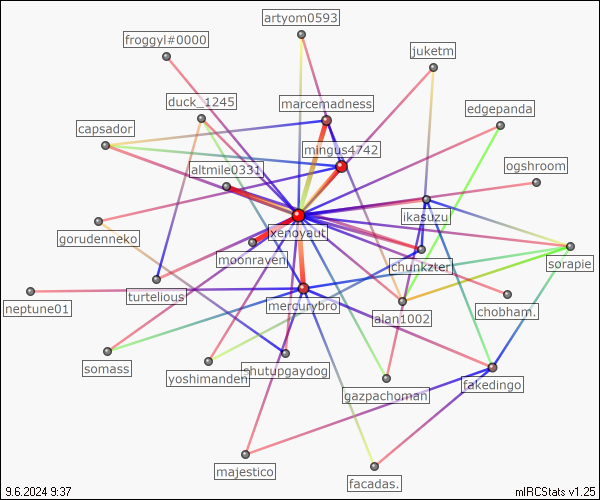 artyom0593
froggyl#0000
juketm
duck_1245
marcemadness
edgepanda
capsador
mingus4742
altmile0331
ogshroom
ikasuzu
gorudenneko
xenoyaut
moonraven
chunkzter
sorapie
turtelious
neptune01
mercurybro
chobham.
alan1002
somass
yoshimanden
shutupgaydog
fakedingo
gazpachoman
majestico
facadas.
9.6.2024 9:37
mIRCStats v1.25